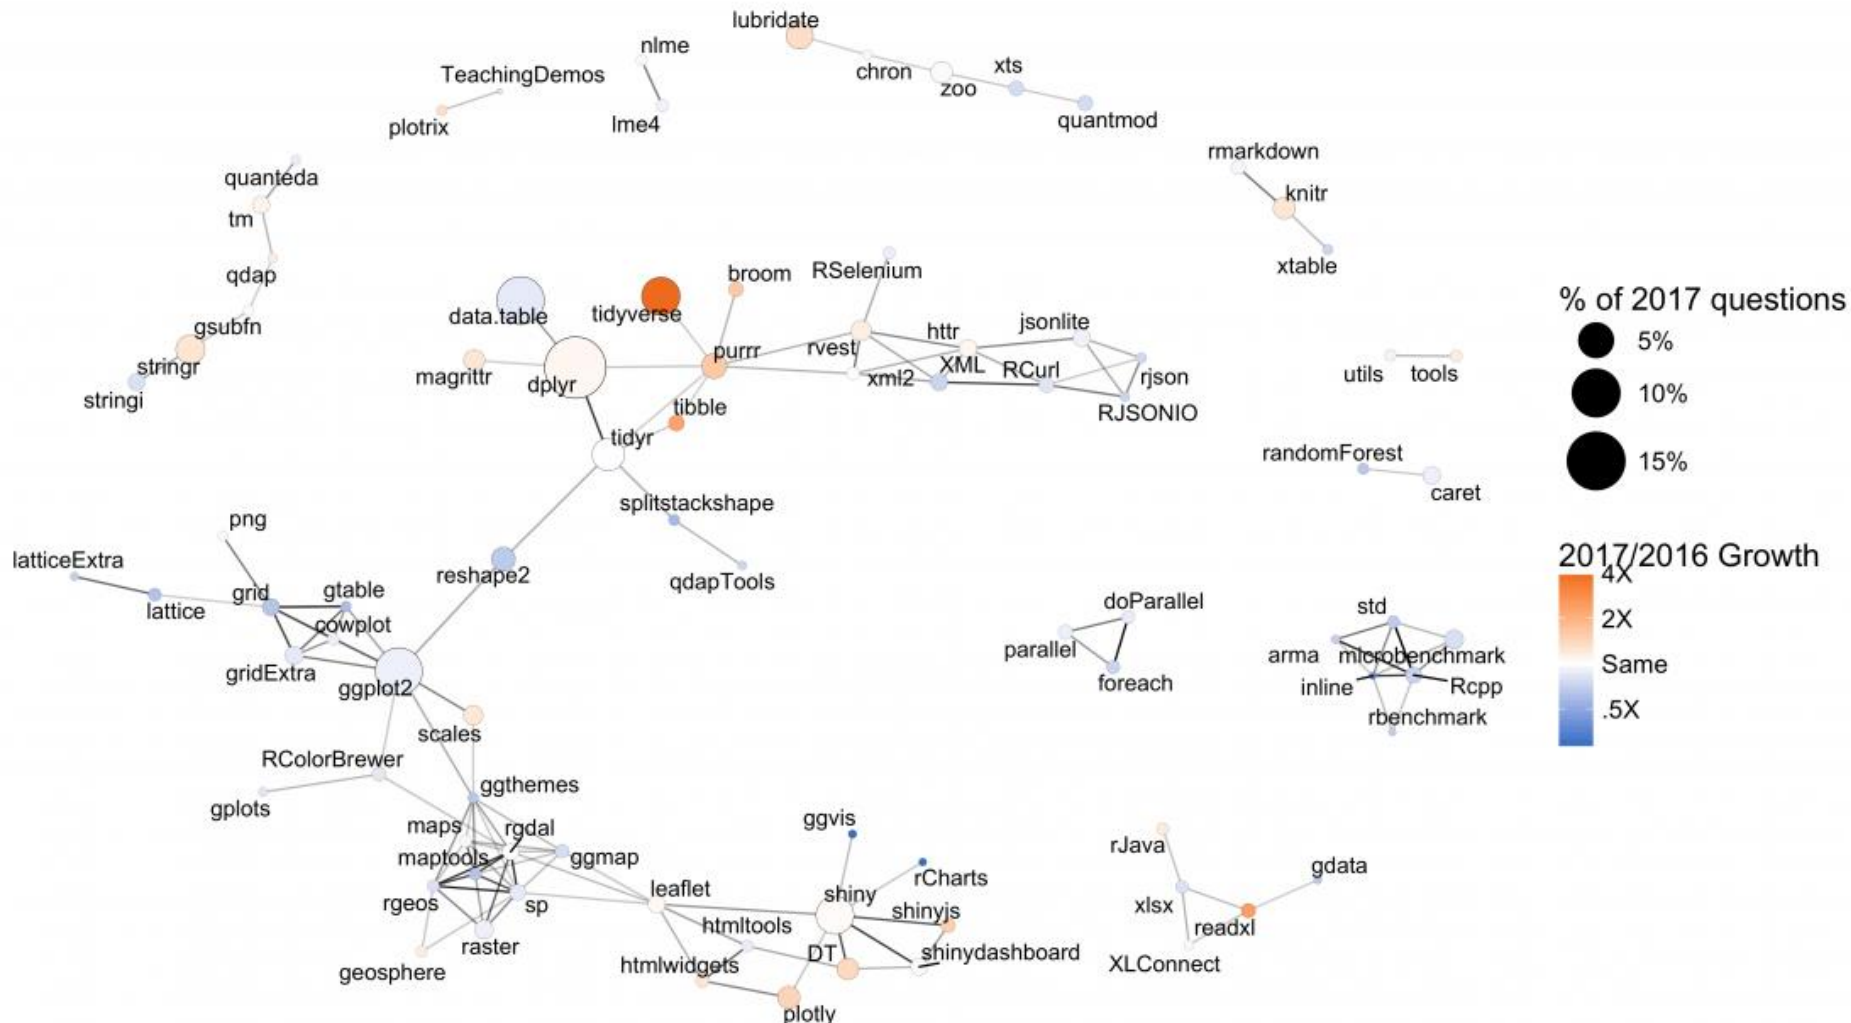 lubridate
nlme
TeachingDemos
xts
chron
zoo
plotrix
lme4
quantmod
rmarkdown
quanteda
knitr
tm
xtable
qdap
broom
RSelenium
data.table
tidyverse
gsubfn
httr
jsonlite
purrr
rvest
stringr
magrittr
dplyr
xml2
XML
RCurl
rjson
utils
tools
stringi
tibble
RJSONIO
tidyr
randomForest
caret
splitstackshape
png
latticeExtra
reshape2
qdapTools
grid
gtable
lattice
cowplot
doParallel
std
parallel
arma
microbenchmark
gridExtra
ggplot2
foreach
inline
Rcpp
rbenchmark
scales
RColorBrewer
ggthemes
gplots
maps
rgdal
ggvis
maptools
ggmap
rJava
gdata
rCharts
leaflet
shiny
rgeos
sp
shinyjs
xlsx
readxl
htmltools
raster
DT
shinydashboard
geosphere
htmlwidgets
XLConnect
plotly
% of 2017 questions
5%
10%
15%
2017/2016 Growth
4X
2X
Same
.5X